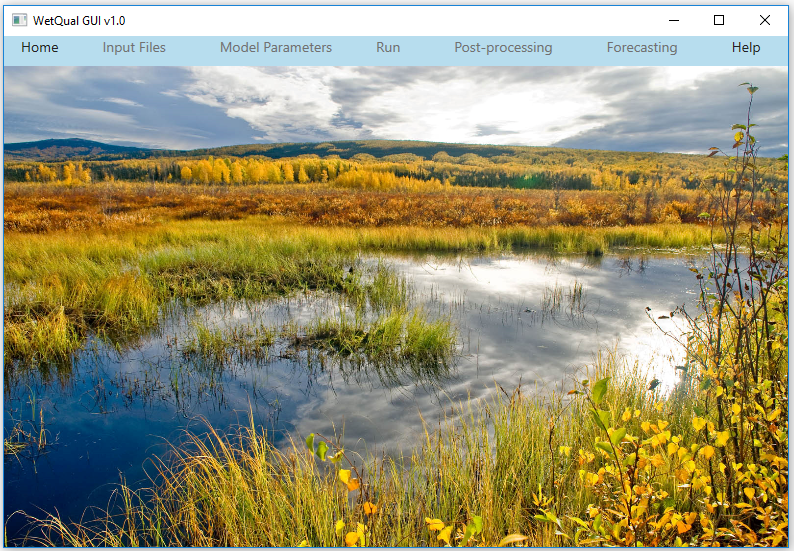 WetQual GUI v1.0
Home Input Files Model Parameters Run Post-processing Forecasting Help